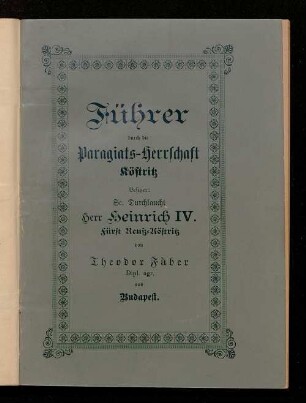 Führer
durch die
Paragiats-Herrschaft
Köstritz
Besitzer:
Se. Durchlaucht
Herr Heinrich IV.
Fürst Reuß-Köstritz
von
Theodor Fäber
Dipl. agr.
aus
Budapest.